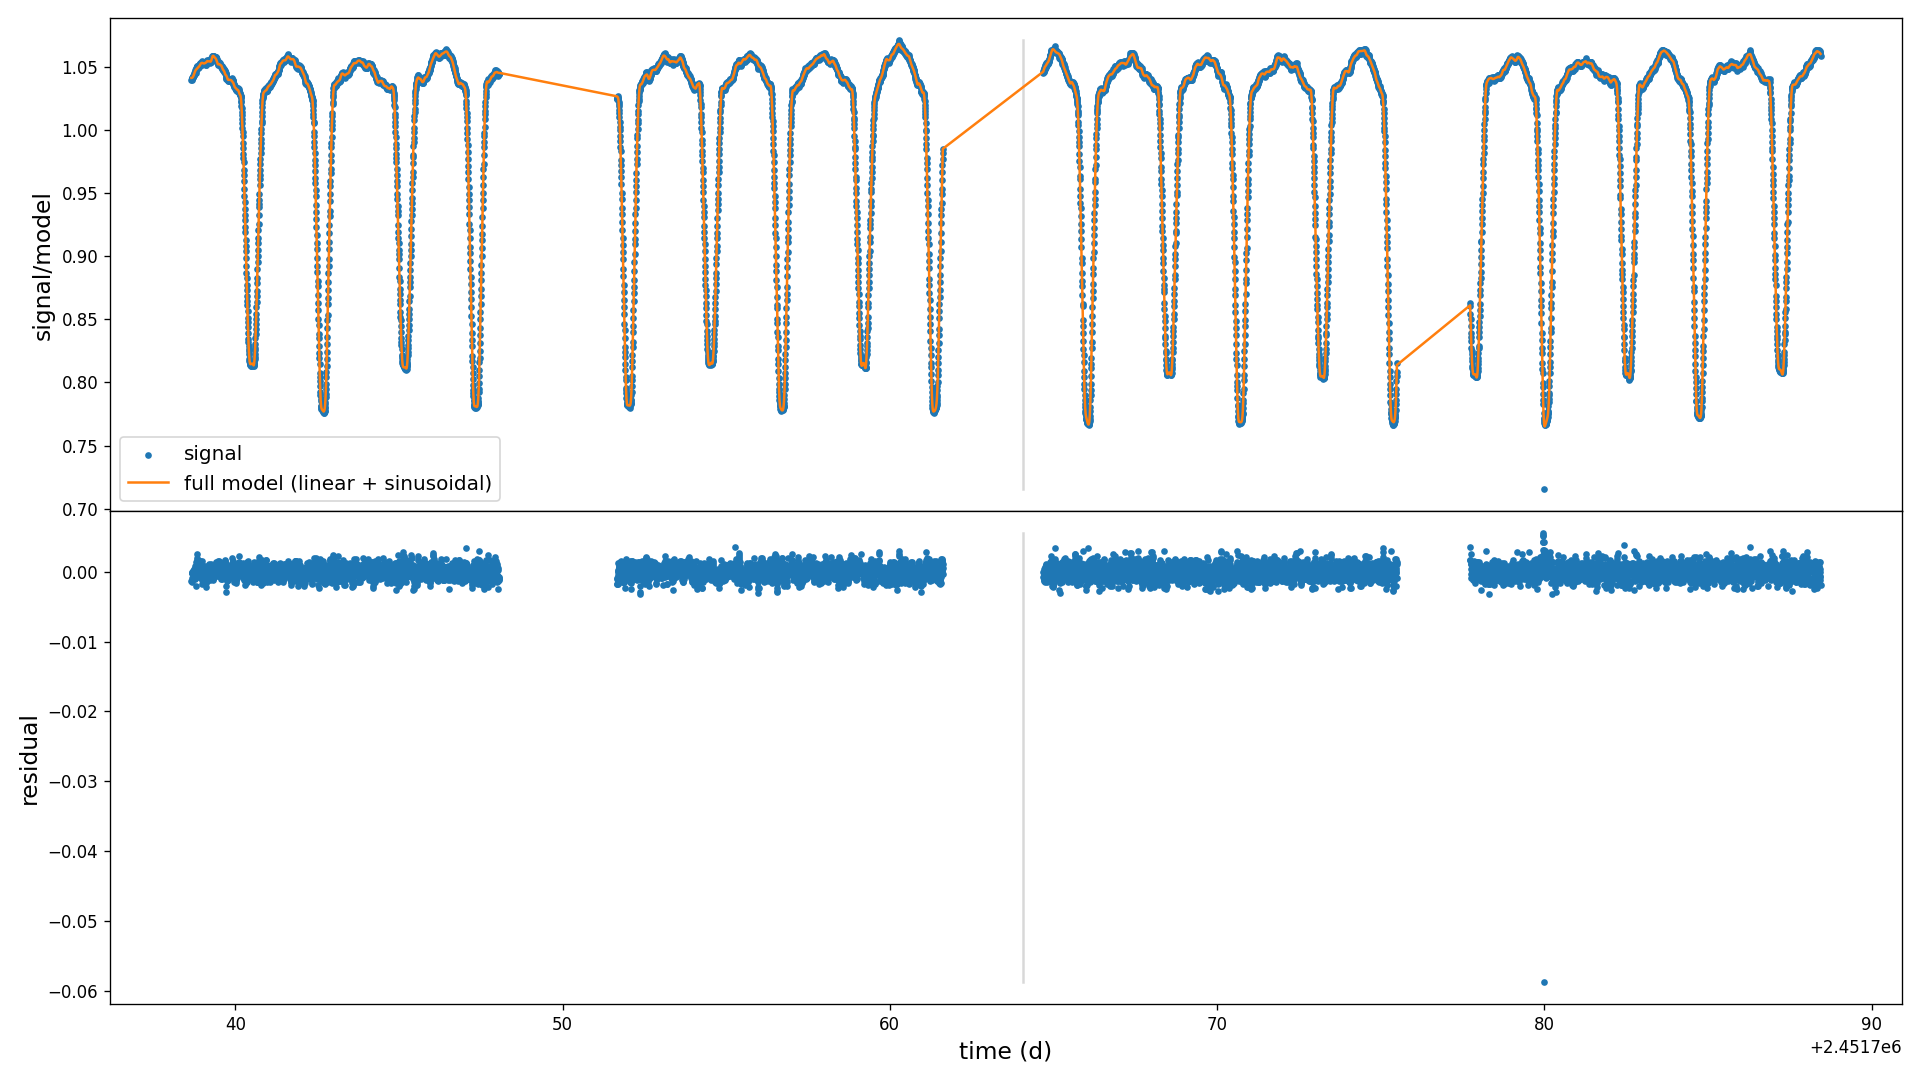 signal/model
1.05
1.00
0.95
0.90
0.85
0.80
0.75
0.70
signal
full model (linear + sinusoidal)
residual
0.00
−0.01
−0.02
−0.03
−0.04
−0.05
−0.06
40 50 60 70 80 90
time (d)
+2.4517e6